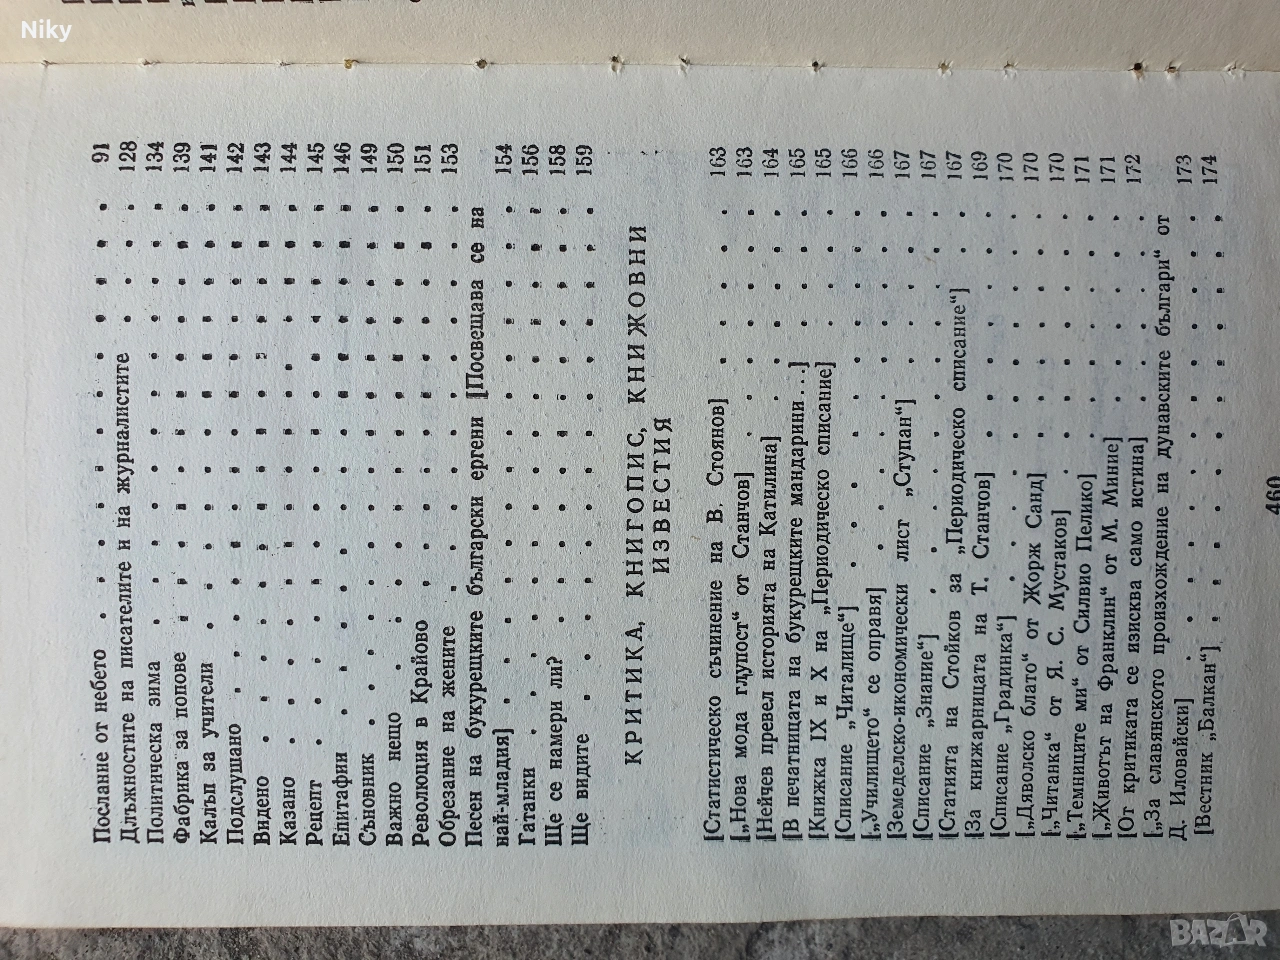 Niky
Послание от небето . . . . . . . . . . . . 91
Длъжностите на писателите и на журналистите . . . . . 128
Политическа зима . . . . . . . . . . . . 134
Фабрика за попове . . . . . . . . . . . . 139
Калъп за учители . . . . . . . . . . . . 141
Подслушано . . . . . . . . . . . . . 142
Видено . . . . . . . . . . . . . . 143
Казано . . . . . . . . . . . . . . 144
Рецепт . . . . . . . . . . . . . . 145
Епитафии . . . . . . . . . . . . . . 146
Съновник . . . . . . . . . . . . . . 149
Важно нещо . . . . . . . . . . . . . 150
Революция в Крайово . . . . . . . . . . . 151
Обрезание на жените . . . . . . . . . . . 153
Песен на букурещките български ергени [Посвещава се на
най-младия] . . . . . . . . . . . . . 154
Гатанки . . . . . . . . . . . . . . 156
Ще се намери ли? . . . . . . . . . . . . 158
Ще видите . . . . . . . . . . . . . 159
КРИТИКА, КНИГОПИС, КНИЖОВНИ
ИЗВЕСТИЯ
[Статистическо съчинение на В. Стоянов] . . . . . . 163
[„Нова мода глупост“ от Станчов] . . . . . . . . 163
[Нейчев превел историята на Катилина] . . . . . . . 164
[В печатницата на букурещките мандарини...] . . . . . 165
[Книжка IX и X на „Периодическо списание] . . . . . 165
[Списание „Читалище“] . . . . . . . . . . . 166
[„Училището“ се оправя] . . . . . . . . . . 166
[Земеделско-икономически лист „Ступан“] . . . . . . 167
[Списание „Знание“] . . . . . . . . . . . 167
[Статият на Стойков за „Периодическо списание“] . . . 167
[За книжарницата на Т. Станчов] . . . . . . . . 169
[Списание „Градинка“] . . . . . . . . . . . 170
[„Дяволско блато“ от Жорж Санд] . . . . . . . . 170
[„Читанка“ от Я. С. Мустаков] . . . . . . . . 170
[„Темниците ми“ от Силвио Пелико] . . . . . . . 171
[„Животът на Франклин“ от М. Миние] . . . . . . . 171
[От критиката се изисква само истина] . . . . . . . 172
[„За славянското произхождение на дунавските българи“ от
Д. Иловайски] . . . . . . . . . . . . 173
[Вестник „Балкан“] . . . . . . . . . . . . 174
460
BAZAR